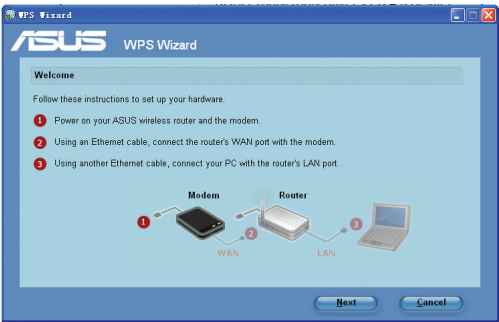 WPS Wizard
ASUS WPS Wizard
Welcome
Follow these instructions to set up your hardware.
1 Power on your ASUS wireless router and the modem.
2 Using an Ethernet cable, connect the router's WAN port with the modem.
3 Using another Ethernet cable, connect your PC with the router's LAN port.
Modem Router
1 2 3
WAN LAN
Next Cancel